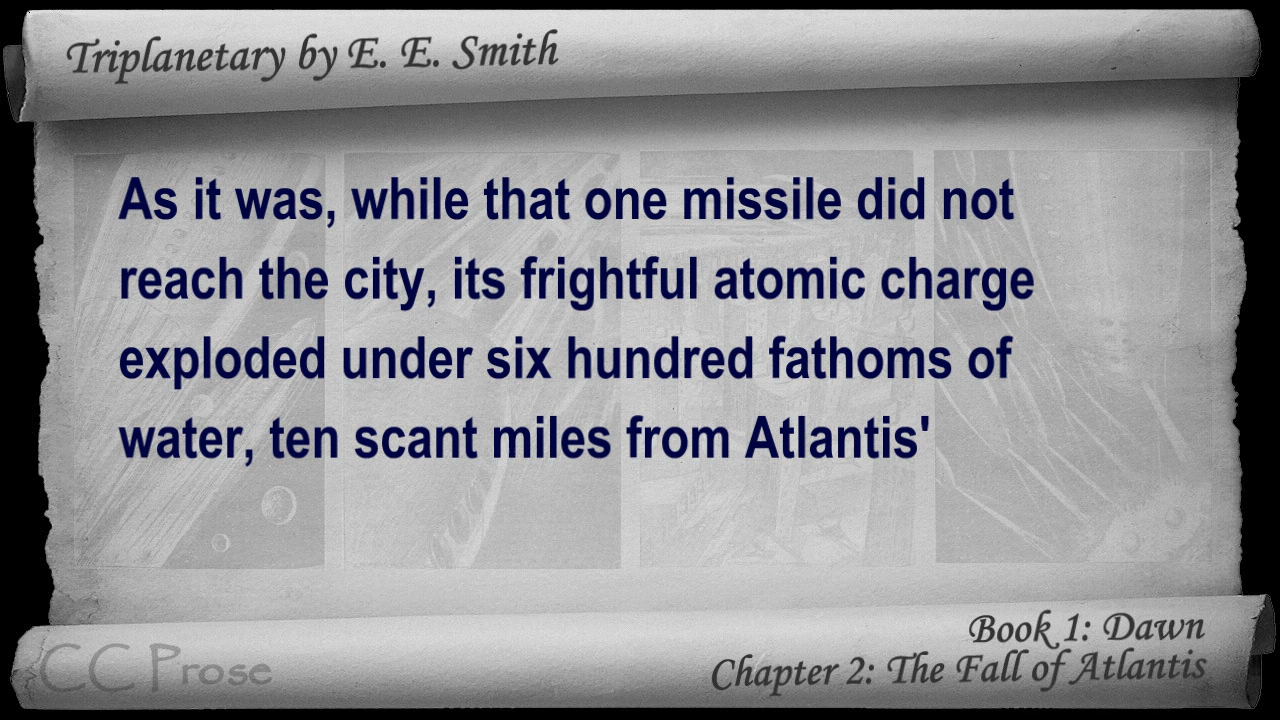 Triplanetary by E. E. Smith
As it was, while that one missile did not
reach the city, its frightful atomic charge
exploded under six hundred fathoms of
water, ten scant miles from Atlantis'
Book 1: Dawn
CC Prose
Chapter 2: The Fall of Atlantis